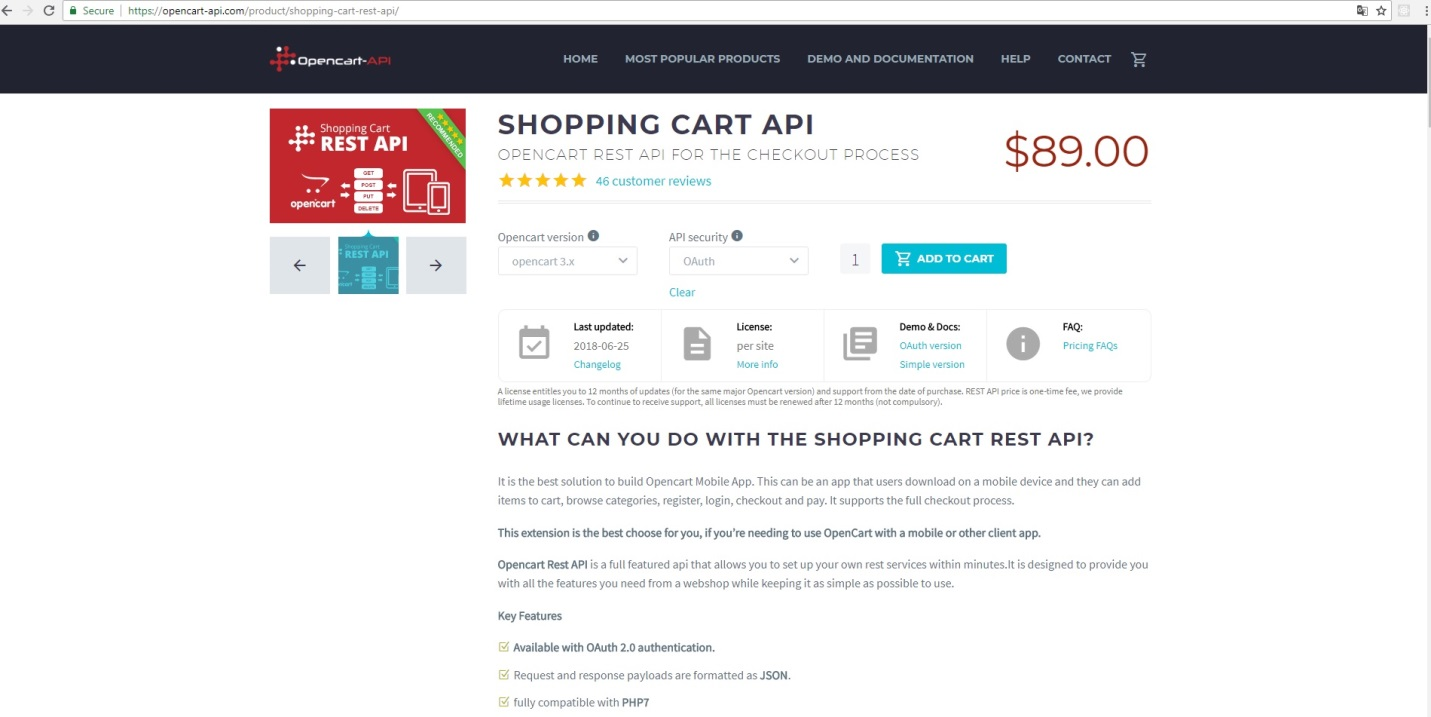 Secure | https://opencart-api.com/product/shopping-cart-rest-api/
Opencart-API
HOME MOST POPULAR PRODUCTS DEMO AND DOCUMENTATION HELP CONTACT
Shopping Cart
REST API
RECOMMENDED
opencart
GET
POST
PUT
DELETE
Shopping Cart
REST API
SHOPPING CART API
OPENCART REST API FOR THE CHECKOUT PROCESS
46 customer reviews
$89.00
Opencart version API security
opencart 3.x OAuth 1 ADD TO CART
Clear
Last updated: License: Demo & Docs: FAQ:
2018-06-25 per site OAuth version Pricing FAQs
Changelog More info Simple version
A license entitles you to 12 months of updates (for the same major Opencart version) and support from the date of purchase. REST API price is one-time fee, we provide
lifetime usage licenses. To continue to receive support, all licenses must be renewed after 12 months (not compulsory).
WHAT CAN YOU DO WITH THE SHOPPING CART REST API?
It is the best solution to build Opencart Mobile App. This can be an app that users download on a mobile device and they can add
items to cart, browse categories, register, login, checkout and pay. It supports the full checkout process.
This extension is the best choose for you, if you're needing to use OpenCart with a mobile or other client app.
Opencart Rest API is a full featured api that allows you to set up your own rest services within minutes.It is designed to provide you
with all the features you need from a webshop while keeping it as simple as possible to use.
Key Features
Available with OAuth 2.0 authentication.
Request and response payloads are formatted as JSON.
fully compatible with PHP7